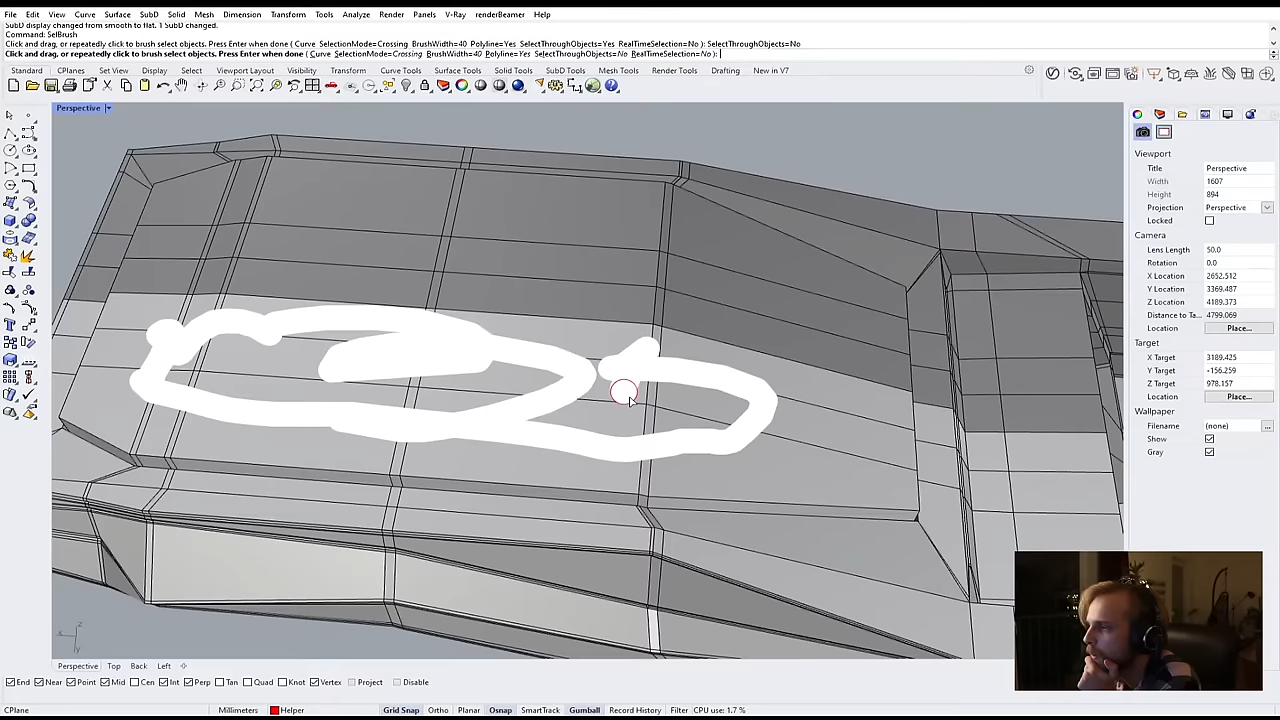 File Edit View Curve Surface SubD Solid Mesh Dimension Transform Tools Analyze Render Panels V-Ray renderBeamer Window Help
SubD display changed from smooth to flat. 1 SubD changed.
Command: SelBrush
Click and drag, or repeatedly click to brush select objects. Press Enter when done ( Curve SelectionMode=Crossing BrushWidth=40 Polyline=Yes SelectThroughObjects=Yes RealTimeSelection=No ): SelectThroughObjects=No
Click and drag, or repeatedly click to brush select objects. Press Enter when done ( Curve SelectionMode=Crossing BrushWidth=40 Polyline=Yes SelectThroughObjects=No RealTimeSelection=No ):
Standard CPlanes Set View Display Select Viewport Layout Visibility Transform Curve Tools Surface Tools Solid Tools SubD Tools Mesh Tools Render Tools Drafting New in V7
Perspective
Viewport
Title Perspective
Width 1607
Height 894
Projection Perspective
Locked
Camera
Lens Length 50.0
Rotation 0.0
X Location 2652.512
Y Location 3369.487
Z Location 4189.373
Distance to Ta... 4799.069
Location Place...
Target
X Target 3189.425
Y Target -156.259
Z Target 978.157
Location Place...
Wallpaper
Filename (none) ...
Show
Gray
z
x
y
Perspective Top Back Left
End Near Point Mid Cen Int Perp Tan Quad Knot Vertex Project Disable
CPlane Millimeters Helper Grid Snap Ortho Planar Osnap SmartTrack Gumball Record History Filter CPU use: 1.7 %